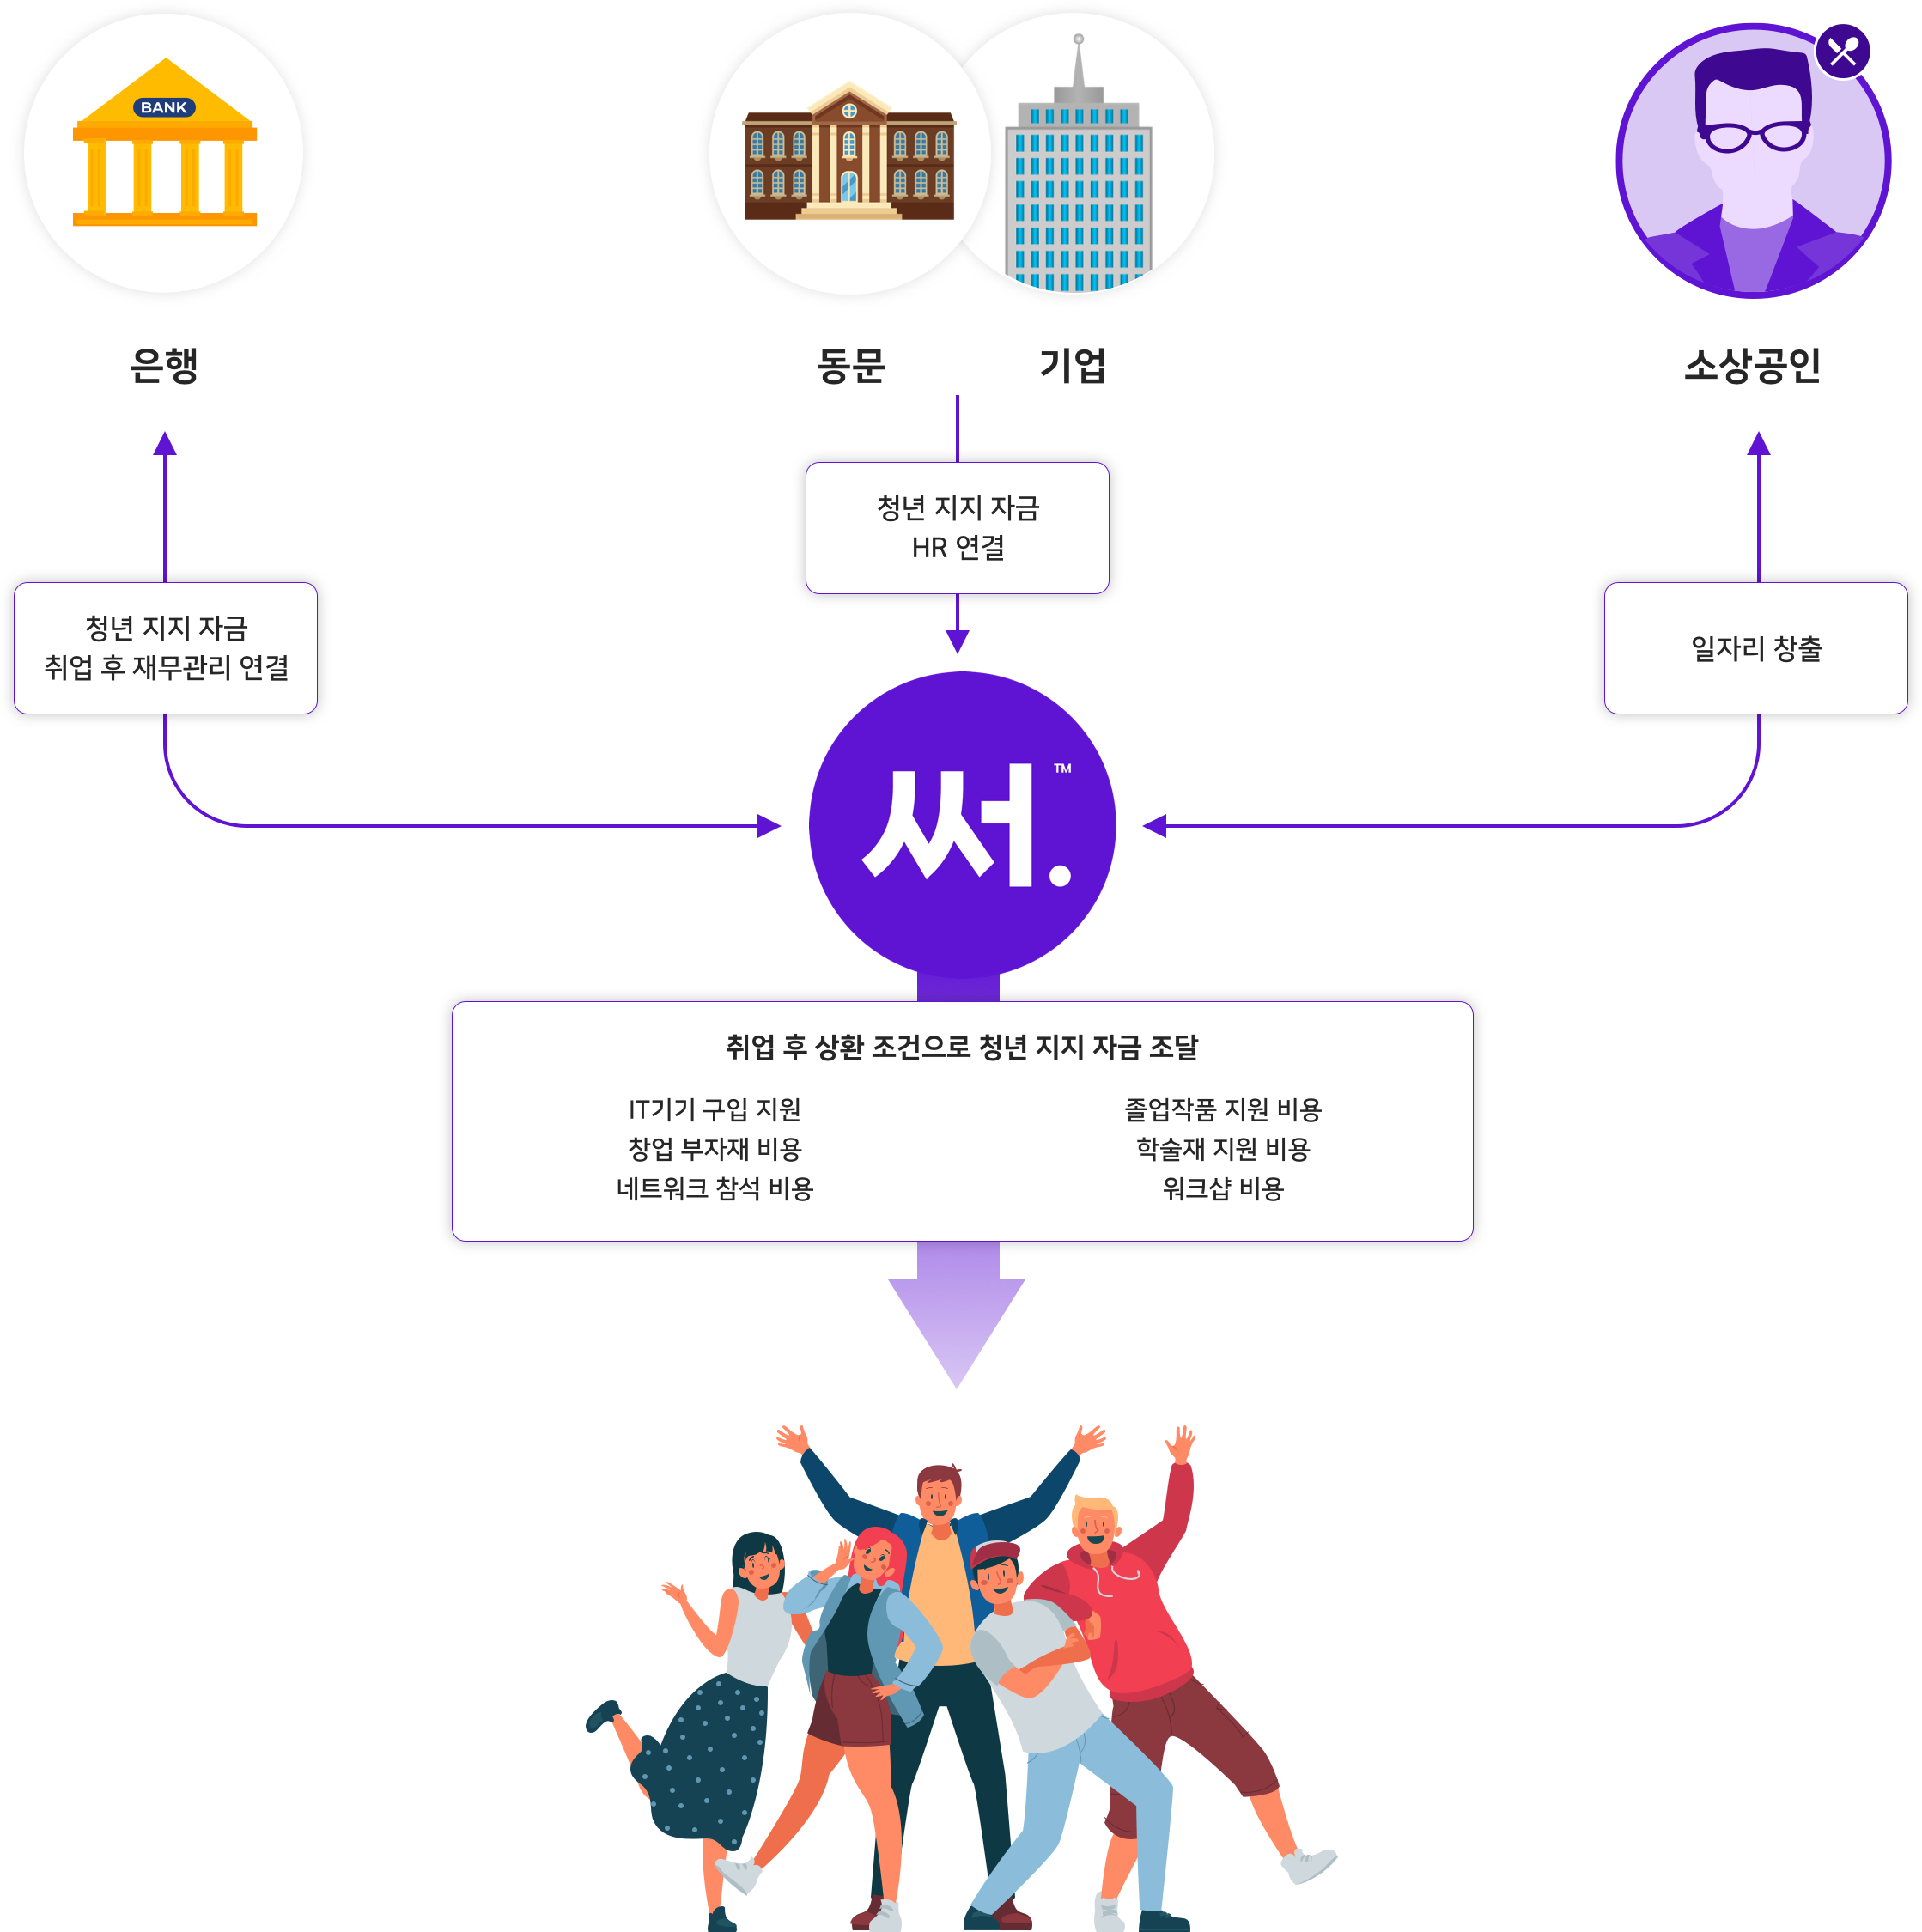 BANK
은행
동문
기업
소상공인
청년 지지 자금
HR 연결
청년 지지 자금
취업 후 재무관리 연결
일자리 창출
써.™
취업 후 상환 조건으로 청년 지지 자금 조달
IT기기 구입 지원
창업 부자재 비용
네트워크 참석 비용
졸업작품 지원 비용
학술재 지원 비용
워크샵 비용